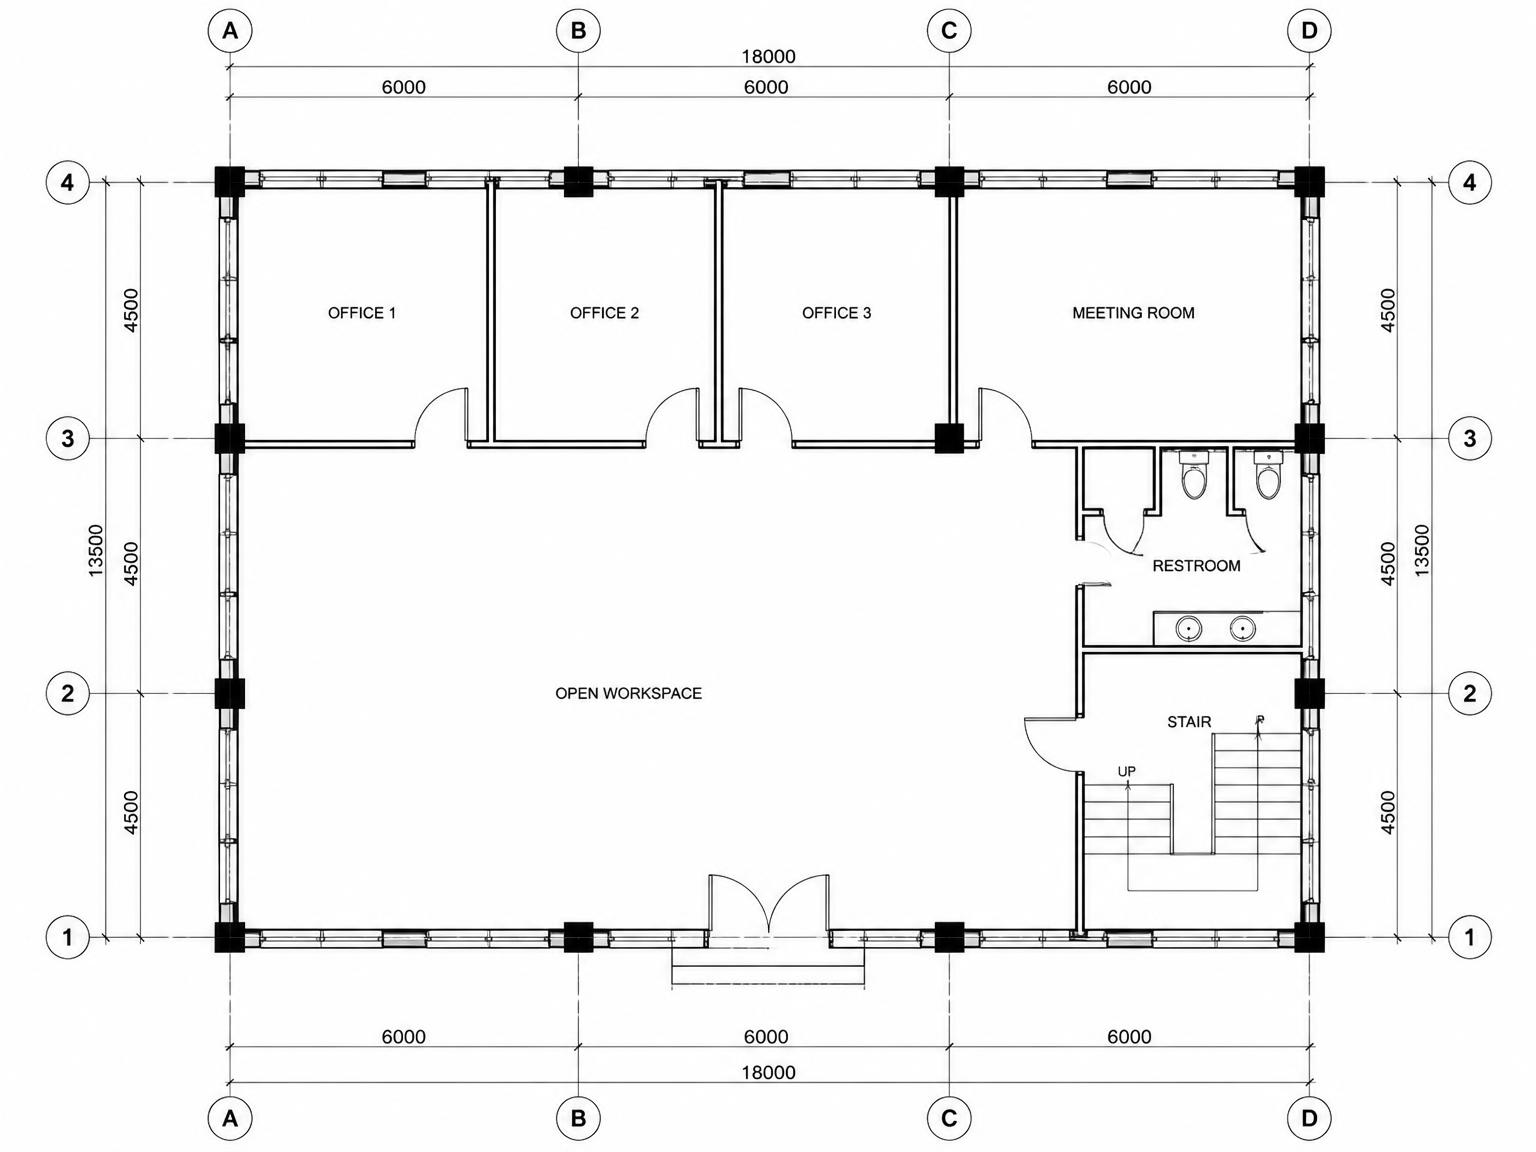 A B C D
18000
6000 6000 6000
4 4
4500 4500
OFFICE 1 OFFICE 2 OFFICE 3 MEETING ROOM
3 3
13500 4500 4500 13500
RESTROOM
2 2
OPEN WORKSPACE
STAIR
UP
4500 4500
1 1
6000 6000 6000
18000
A B C D